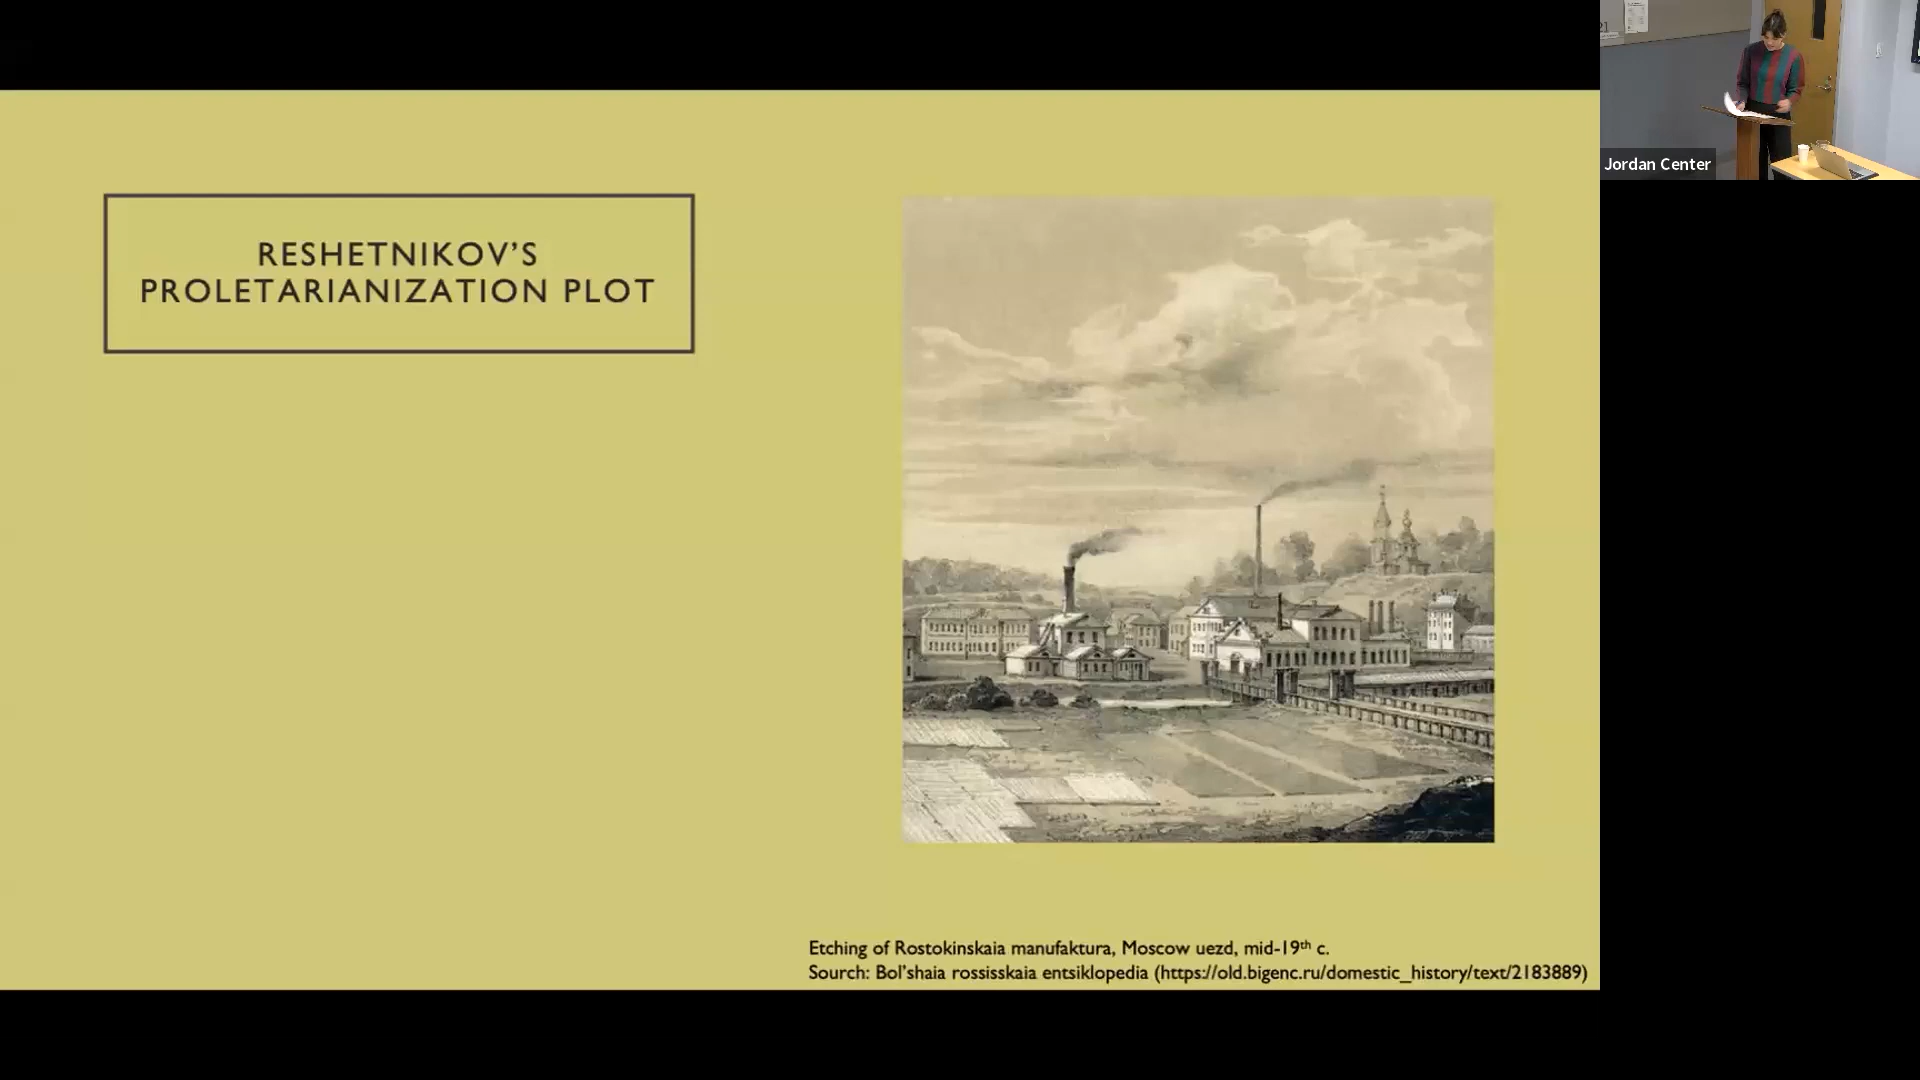 RESHETNIKOV'S
PROLETARIANIZATION PLOT
Etching of Rostokinskaia manufaktura, Moscow uezd, mid-19th c.
Sourch: Bol'shaia rossisskaia entsiklopedia (https://old.bigenc.ru/domestic_history/text/2183889)
Jordan Center